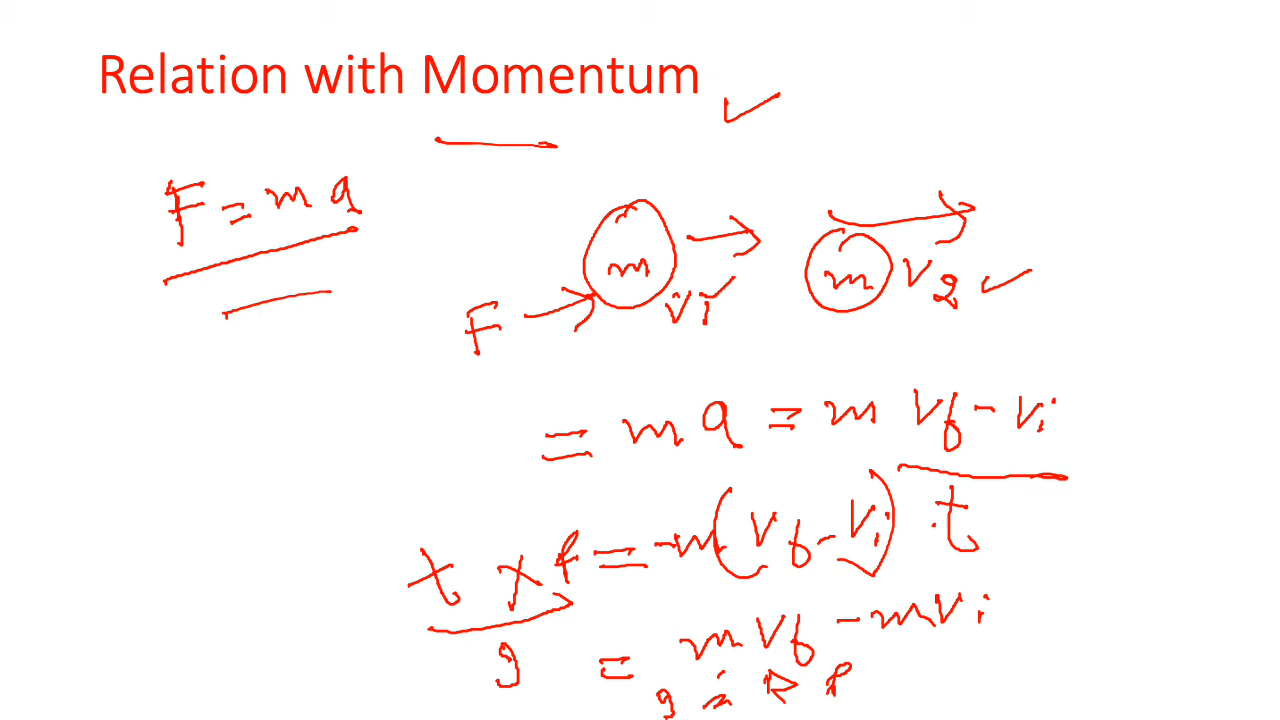 Relation with Momentum
F = ma
m
v1
m
v2
F
= ma = m vf - vi
t
t x f = m(vf - vi)
= mvf - mvi